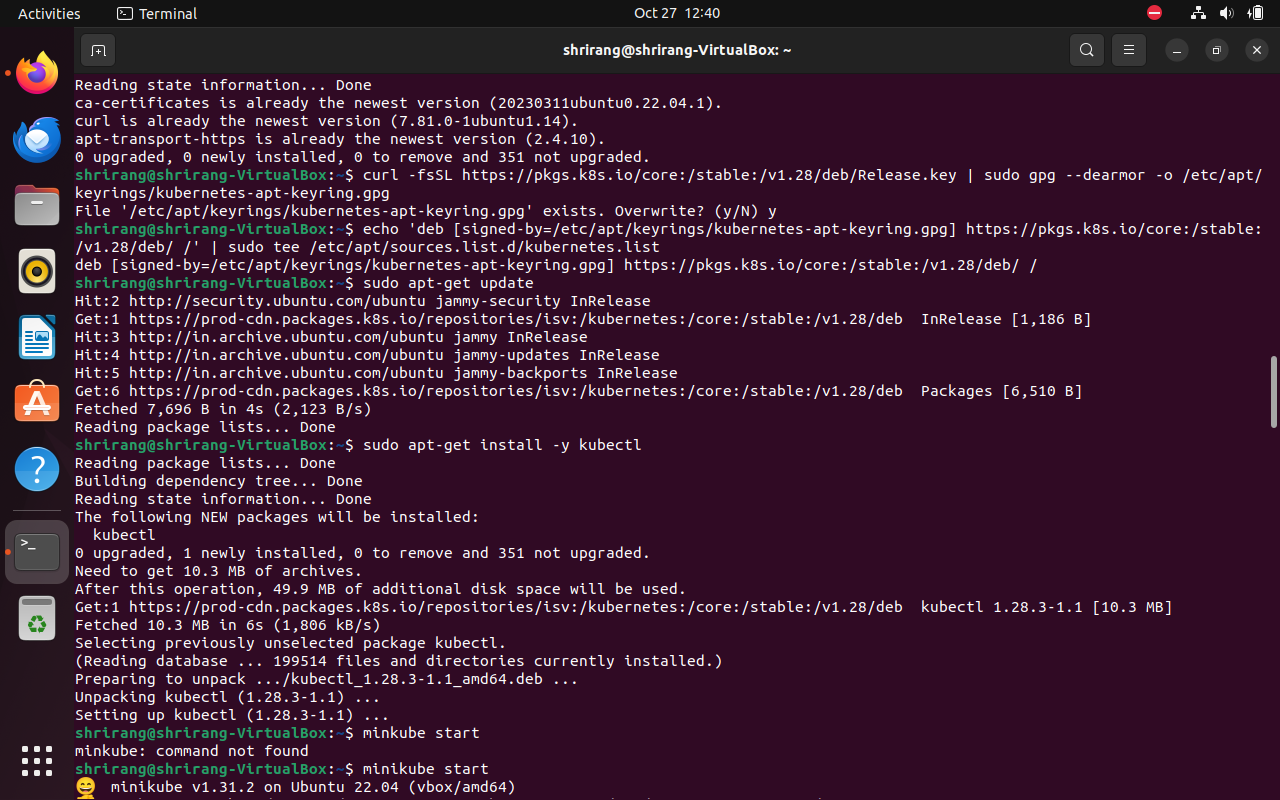 Activities
Terminal
Oct 27 12:40
shrirang@shrirang-VirtualBox: ~
Reading state information... Done
ca-certificates is already the newest version (20230311ubuntu0.22.04.1).
curl is already the newest version (7.81.0-1ubuntu1.14).
apt-transport-https is already the newest version (2.4.10).
0 upgraded, 0 newly installed, 0 to remove and 351 not upgraded.
shrirang@shrirang-VirtualBox:~$ curl -fsSL https://pkgs.k8s.io/core:/stable:/v1.28/deb/Release.key | sudo gpg --dearmor -o /etc/apt/
keyrings/kubernetes-apt-keyring.gpg
File '/etc/apt/keyrings/kubernetes-apt-keyring.gpg' exists. Overwrite? (y/N) y
shrirang@shrirang-VirtualBox:~$ echo 'deb [signed-by=/etc/apt/keyrings/kubernetes-apt-keyring.gpg] https://pkgs.k8s.io/core:/stable:
/v1.28/deb/ /' | sudo tee /etc/apt/sources.list.d/kubernetes.list
deb [signed-by=/etc/apt/keyrings/kubernetes-apt-keyring.gpg] https://pkgs.k8s.io/core:/stable:/v1.28/deb/ /
shrirang@shrirang-VirtualBox:~$ sudo apt-get update
Hit:2 http://security.ubuntu.com/ubuntu jammy-security InRelease
Get:1 https://prod-cdn.packages.k8s.io/repositories/isv:/kubernetes:/core:/stable:/v1.28/deb  InRelease [1,186 B]
Hit:3 http://in.archive.ubuntu.com/ubuntu jammy InRelease
Hit:4 http://in.archive.ubuntu.com/ubuntu jammy-updates InRelease
Hit:5 http://in.archive.ubuntu.com/ubuntu jammy-backports InRelease
Get:6 https://prod-cdn.packages.k8s.io/repositories/isv:/kubernetes:/core:/stable:/v1.28/deb  Packages [6,510 B]
Fetched 7,696 B in 4s (2,123 B/s)
Reading package lists... Done
shrirang@shrirang-VirtualBox:~$ sudo apt-get install -y kubectl
Reading package lists... Done
Building dependency tree... Done
Reading state information... Done
The following NEW packages will be installed:
  kubectl
0 upgraded, 1 newly installed, 0 to remove and 351 not upgraded.
Need to get 10.3 MB of archives.
After this operation, 49.9 MB of additional disk space will be used.
Get:1 https://prod-cdn.packages.k8s.io/repositories/isv:/kubernetes:/core:/stable:/v1.28/deb  kubectl 1.28.3-1.1 [10.3 MB]
Fetched 10.3 MB in 6s (1,806 kB/s)
Selecting previously unselected package kubectl.
(Reading database ... 199514 files and directories currently installed.)
Preparing to unpack .../kubectl_1.28.3-1.1_amd64.deb ...
Unpacking kubectl (1.28.3-1.1) ...
Setting up kubectl (1.28.3-1.1) ...
shrirang@shrirang-VirtualBox:~$ minkube start
minkube: command not found
shrirang@shrirang-VirtualBox:~$ minikube start
😄  minikube v1.31.2 on Ubuntu 22.04 (vbox/amd64)